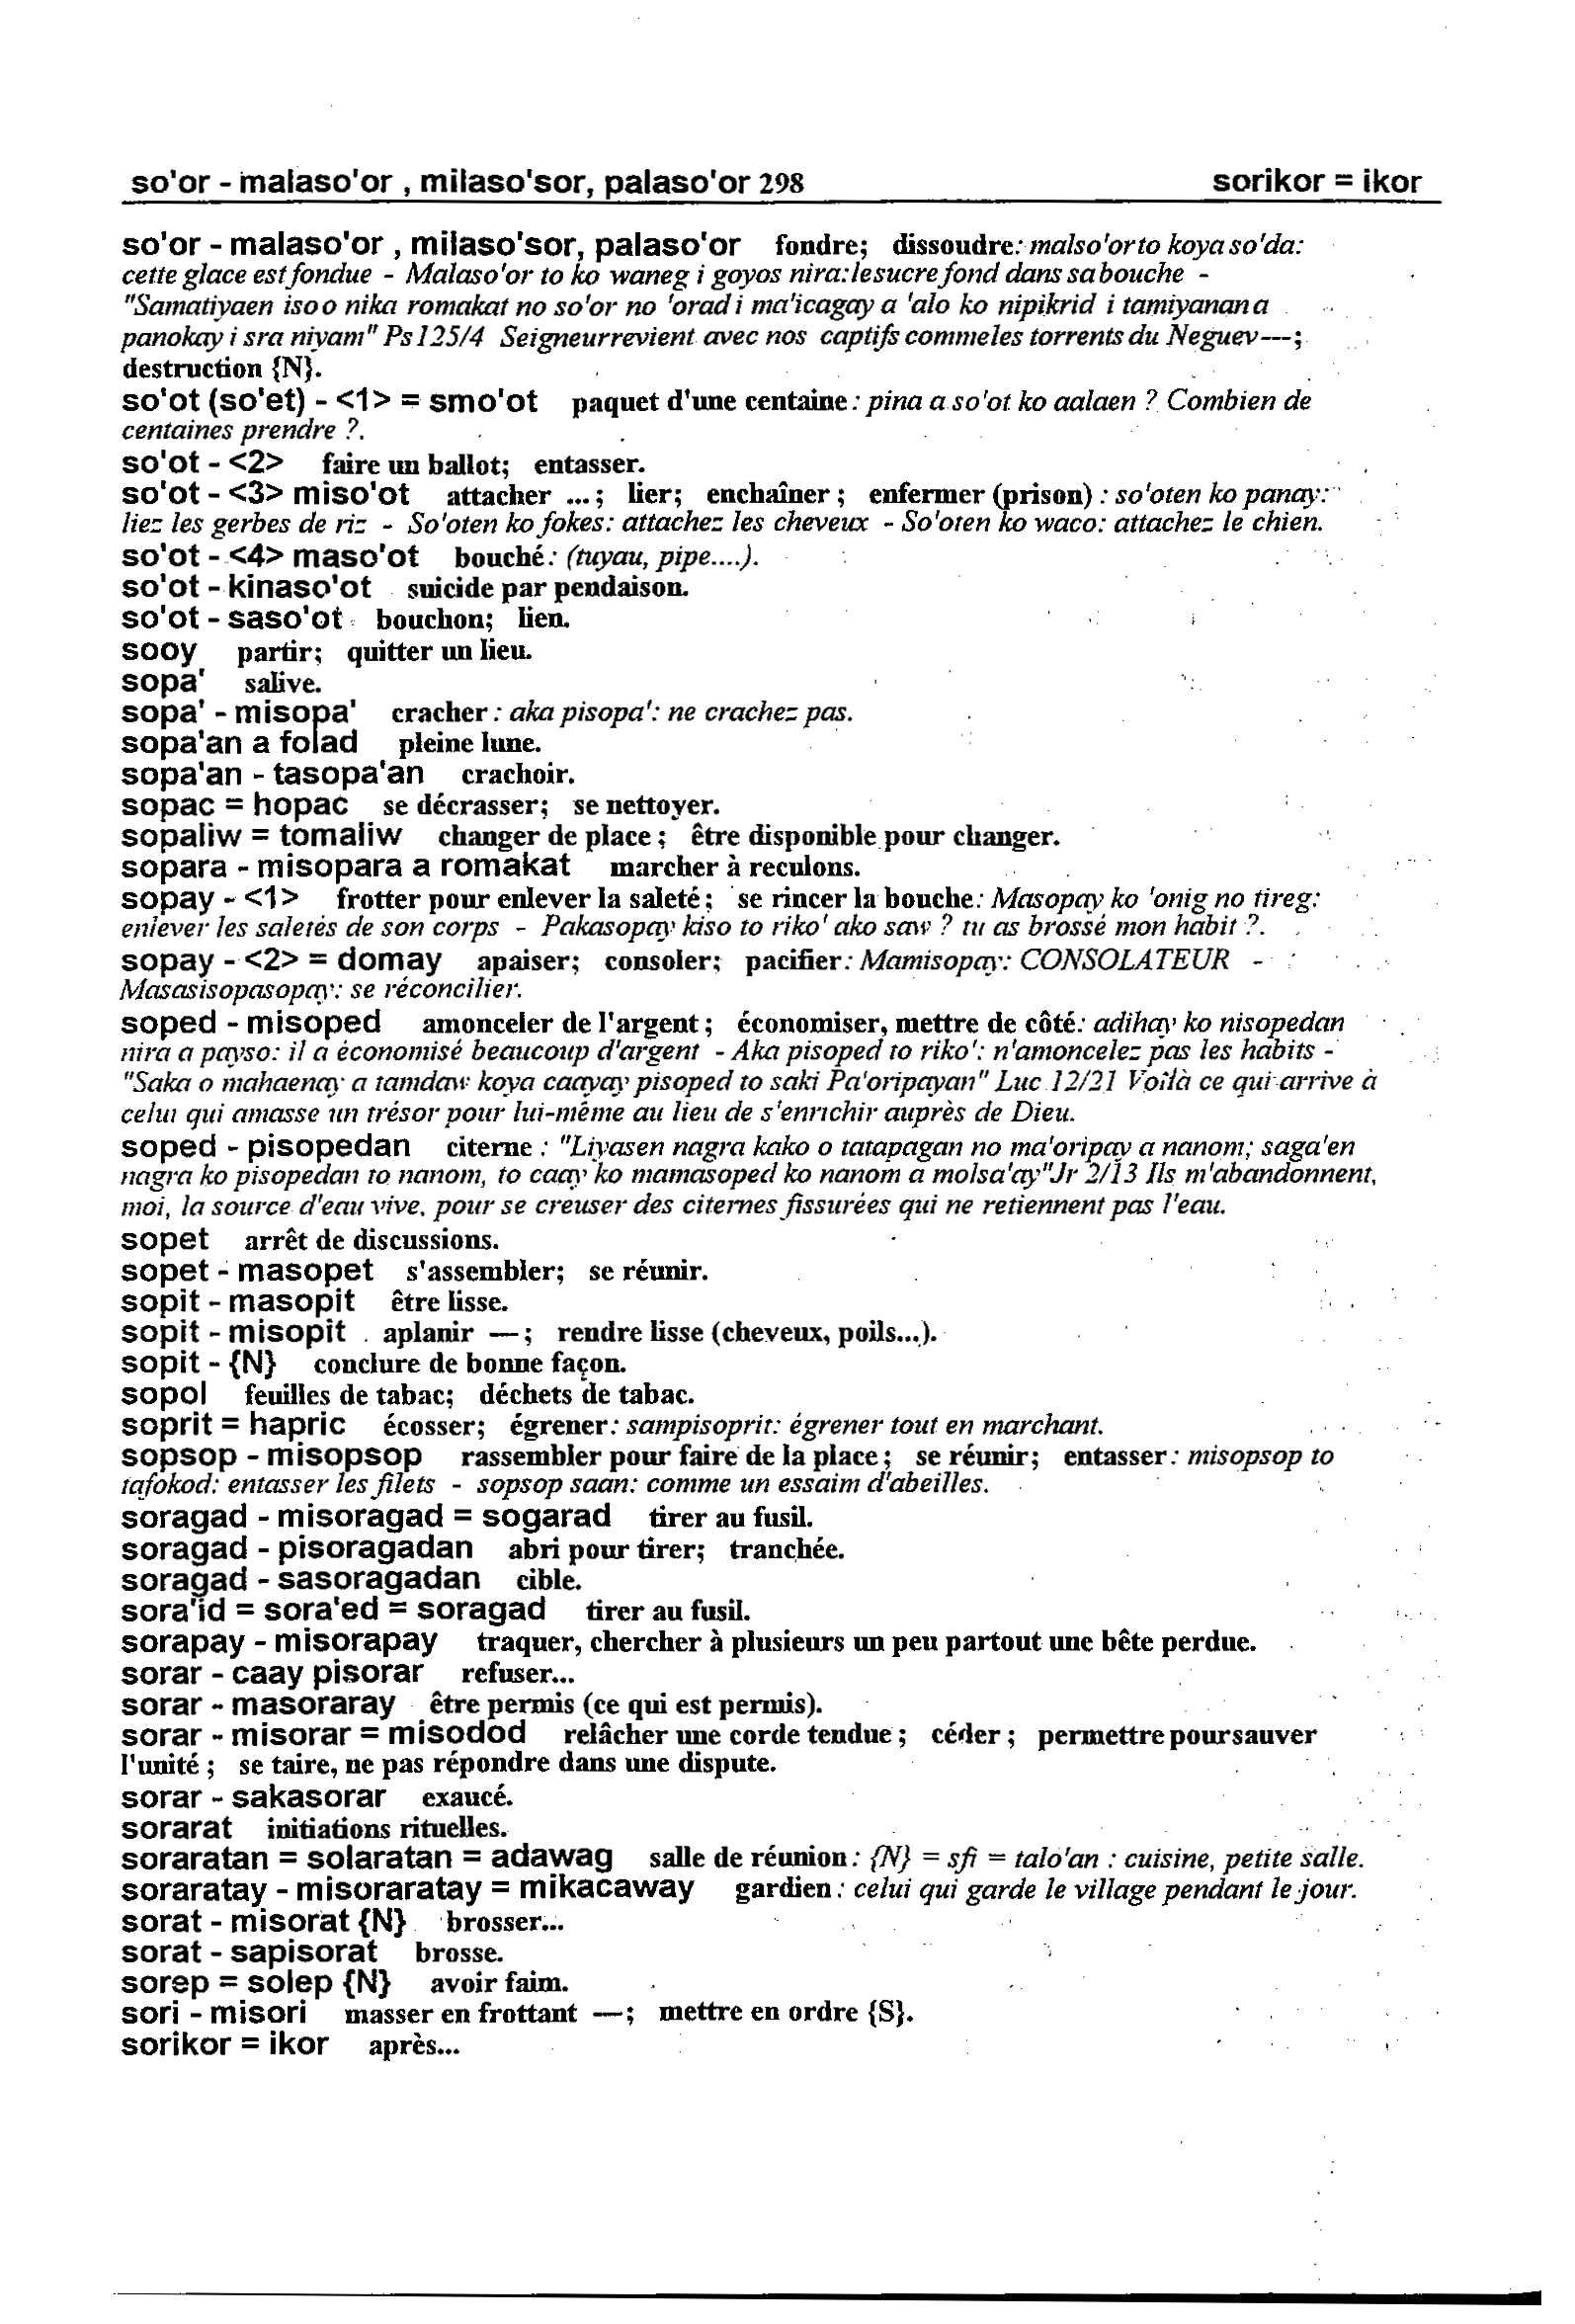 so'or - malaso'or , milaso'sor, palaso'or 298 sorikor = ikor
so'or - malaso'or , milaso'sor, palaso'or fondre; dissoudre: malso'orto koya so'da:
cette glace est fondue - Malaso'or to ko waneg i goyos nira: le sucre fond dans sa bouche -
"Samatiyaen iso o nika romakat no so'or no 'orad i ma'icagay a 'alo ko nipikrid i tamiyanan a
panokay i sra niyam" Ps 125/4 Seigneur revient avec nos captifs comme les torrents du Neguev---;
destruction {N}.
so'ot (so'et) - <1> = smo'ot paquet d'une centaine: pina a so'ot ko aalaen ? Combien de
centaines prendre ?.
so'ot - <2> faire un ballot; entasser.
so'ot - <3> miso'ot attacher ...; lier; enchaîner ; enfermer (prison) : so'oten ko panay:
liez les gerbes de riz - So'oten ko fokes: attachez les cheveux - So'oten ko waco: attachez le chien.
so'ot - <4> maso'ot bouché: (tuyau, pipe....).
so'ot - kinaso'ot suicide par pendaison.
so'ot - saso'ot bouchon; lien.
sooy partir; quitter un lieu.
sopa' salive.
sopa' - misopa' cracher : aka pisopa': ne crachez pas.
sopa'an a folad pleine lune.
sopa'an - tasopa'an crachoir.
sopac = hopac se décrasser; se nettoyer.
sopaliw = tomaliw changer de place ; être disponible pour changer.
sopara - misopara a romakat marcher à reculons.
sopay - <1> frotter pour enlever la saleté ; se rincer la bouche: Masopay ko 'onig no tireg:
enlever les saletés de son corps - Pakasopay kiso to riko' ako saw ? tu as brossé mon habit ?.
sopay - <2> = domay apaiser; consoler; pacifier: Mamisopay: CONSOLATEUR -
Masasisopasopay: se réconcilier.
soped - misoped amonceler de l'argent ; économiser, mettre de côté: adihay ko nisopedan
nira a payso: il a économisé beaucoup d'argent - Aka pisoped to riko': n'amoncelez pas les habits -
"Saka o mahaenay a tamdaw koya caayay pisoped to saki Pa'oripayan" Luc 12/21 Voilà ce qui arrive à
celui qui amasse un trésor pour lui-même au lieu de s'enrichir auprès de Dieu.
soped - pisopedan citerne : "Liyasen nagra kako o tatapagan no ma'oripay a nanom; saga'en
nagra ko pisopedan to nanom, to caay ko mamasoped ko nanom a molsa'ay"Jr 2/13 Ils m'abandonnent,
moi, la source d'eau vive, pour se creuser des citernes fissurées qui ne retiennent pas l'eau.
sopet arrêt de discussions.
sopet - masopet s'assembler; se réunir.
sopit - masopit être lisse.
sopit - misopit aplanir —; rendre lisse (cheveux, poils...).
sopit - {N} conclure de bonne façon.
sopol feuilles de tabac; déchets de tabac.
soprit = hapric écosser; égrener: sampisoprit: égrener tout en marchant.
sopsop - misopsop rassembler pour faire de la place ; se réunir; entasser : misopsop to
tafokod: entasser les filets - sopsop saan: comme un essaim d'abeilles.
soragad - misoragad = sogarad tirer au fusil.
soragad - pisoragadan abri pour tirer; tranchée.
soragad - sasoragadan cible.
sora'id = sora'ed = soragad tirer au fusil.
sorapay - misorapay traquer, chercher à plusieurs un peu partout une bête perdue.
sorar - caay pisorar refuser...
sorar - masoraray être permis (ce qui est permis).
sorar - misorar = misodod relâcher une corde tendue ; céder ; permettre pour sauver
l'unité ; se taire, ne pas répondre dans une dispute.
sorar - sakasorar exaucé.
sorarat initiations rituelles.
soraratan = solaratan = adawag salle de réunion : {N} = sfi = talo'an : cuisine, petite salle.
soraratay - misoraratay = mikacaway gardien : celui qui garde le village pendant le jour.
sorat - misorat {N} brosser...
sorat - sapisorat brosse.
sorep = solep {N} avoir faim.
sori - misori masser en frottant —; mettre en ordre {S}.
sorikor = ikor après...